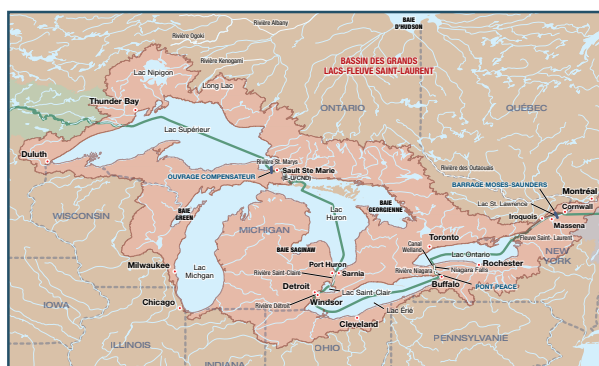 Rivière Albany
BAIE
D'HUDSON
Rivière Ogoki
Rivière Kenogami
BASSIN DES GRANDS
LACS-FLEUVE SAINT-LAURENT
Lac Nipigon
Long Lac
Thunder Bay
ONTARIO
QUÉBEC
Lac Supérieur
Duluth
Rivière St. Marys
Sault Ste Marie
(É-U/CND)
OUVRAGE COMPENSATEUR
Rivière des Outaouais
BARRAGE MOSES-SAUNDERS
Montréal
Lac St. Lawrence
Cornwall
Iroquois
Massena
WISCONSIN
BAIE
GREEN
MICHIGAN
Lac
Huron
BAIE
GEORGIENNE
Fleuve Saint-Laurent
NEW
YORK
BAIE SAGINAW
Toronto
Canal
Welland
Lac Ontario
Milwaukee
Lac
Michgan
Port Huron
Sarnia
Rivière Sainte-Claire
Rivière Niagara
Niagara Falls
Rochester
Detroit
Lac Saint-Clair
Buffalo
PONT-PEACE
Windsor
Rivière Détroit
Chicago
Lac Érié
Cleveland
IOWA
ILLINOIS
INDIANA
OHIO
PENNSYLVANIE